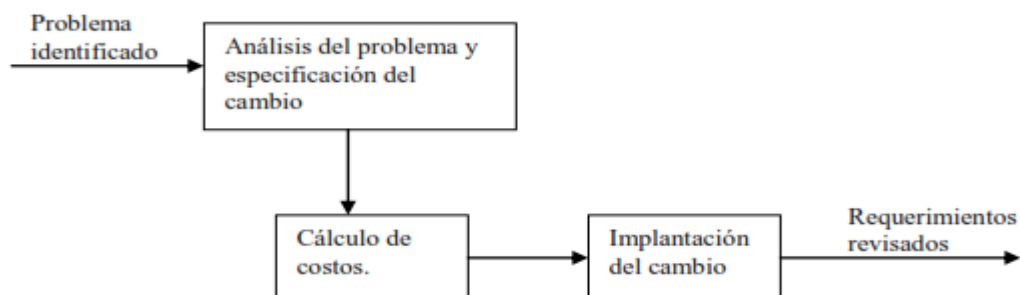 Problema
identificado
Análisis del problema y
especificación del
cambio
Cálculo de
costos.
Implantación
del cambio
Requerimientos
revisados